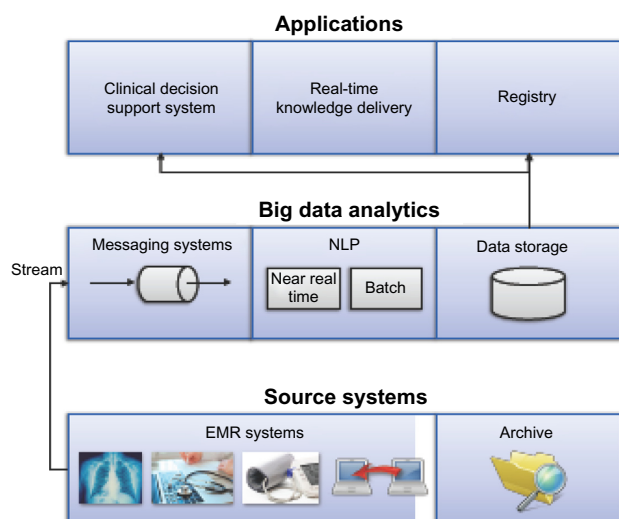 Applications
Clinical decision
support system
Real-time
knowledge delivery
Registry
Big data analytics
Messaging systems
NLP
Data storage
Stream
Near real
time
Batch
Source systems
EMR systems
Archive